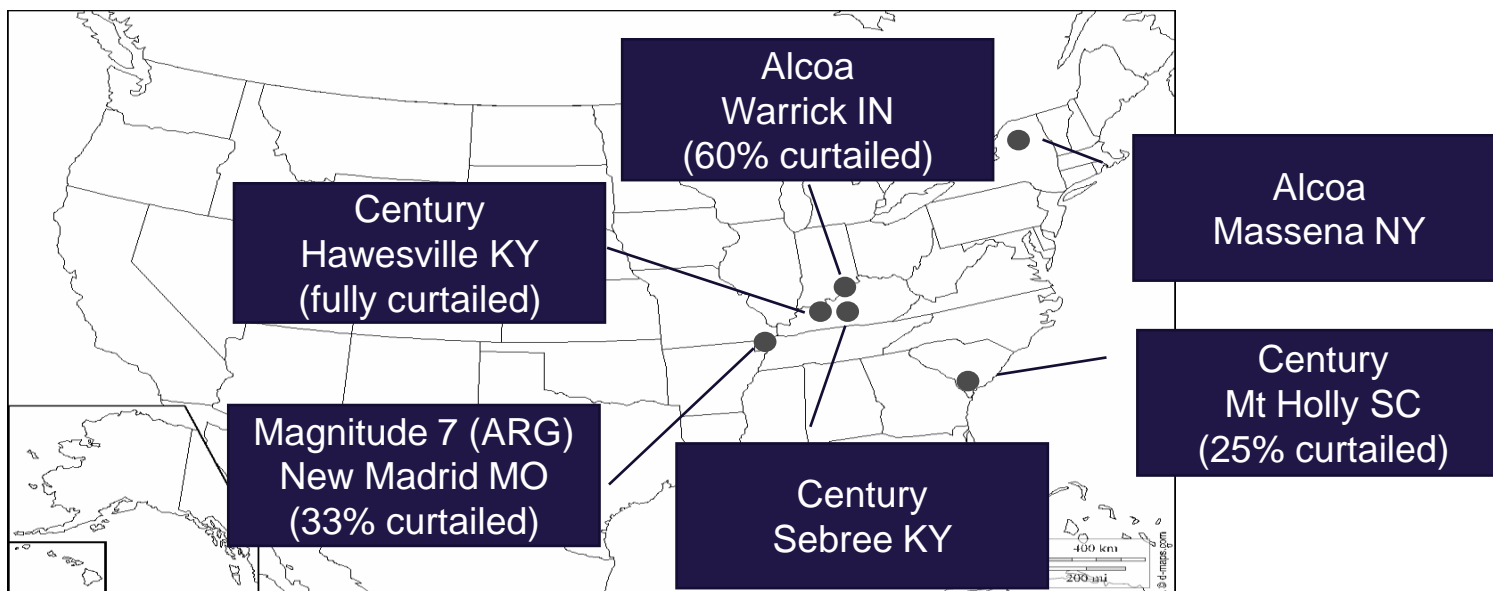 Alcoa
Warrick IN
(60% curtailed)
Alcoa
Massena NY
Century
Hawesville KY
(fully curtailed)
Century
Mt Holly SC
(25% curtailed)
Magnitude 7 (ARG)
New Madrid MO
(33% curtailed)
Century
Sebree KY
400 km
200 mi
© d-maps.com